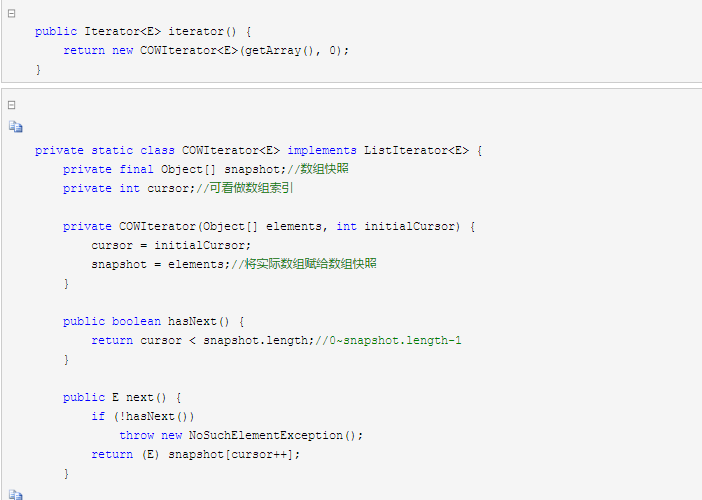 public Iterator<E> iterator() {
    return new COWIterator<E>(getArray(), 0);
}
private static class COWIterator<E> implements ListIterator<E> {
    private final Object[] snapshot;//数组快照
    private int cursor;//可看做数组索引
    private COWIterator(Object[] elements, int initialCursor) {
        cursor = initialCursor;
        snapshot = elements;//将实际数组赋给数组快照
    }
    public boolean hasNext() {
        return cursor < snapshot.length;//0~snapshot.length-1
    }
    public E next() {
        if (!hasNext())
            throw new NoSuchElementException();
        return (E) snapshot[cursor++];
    }